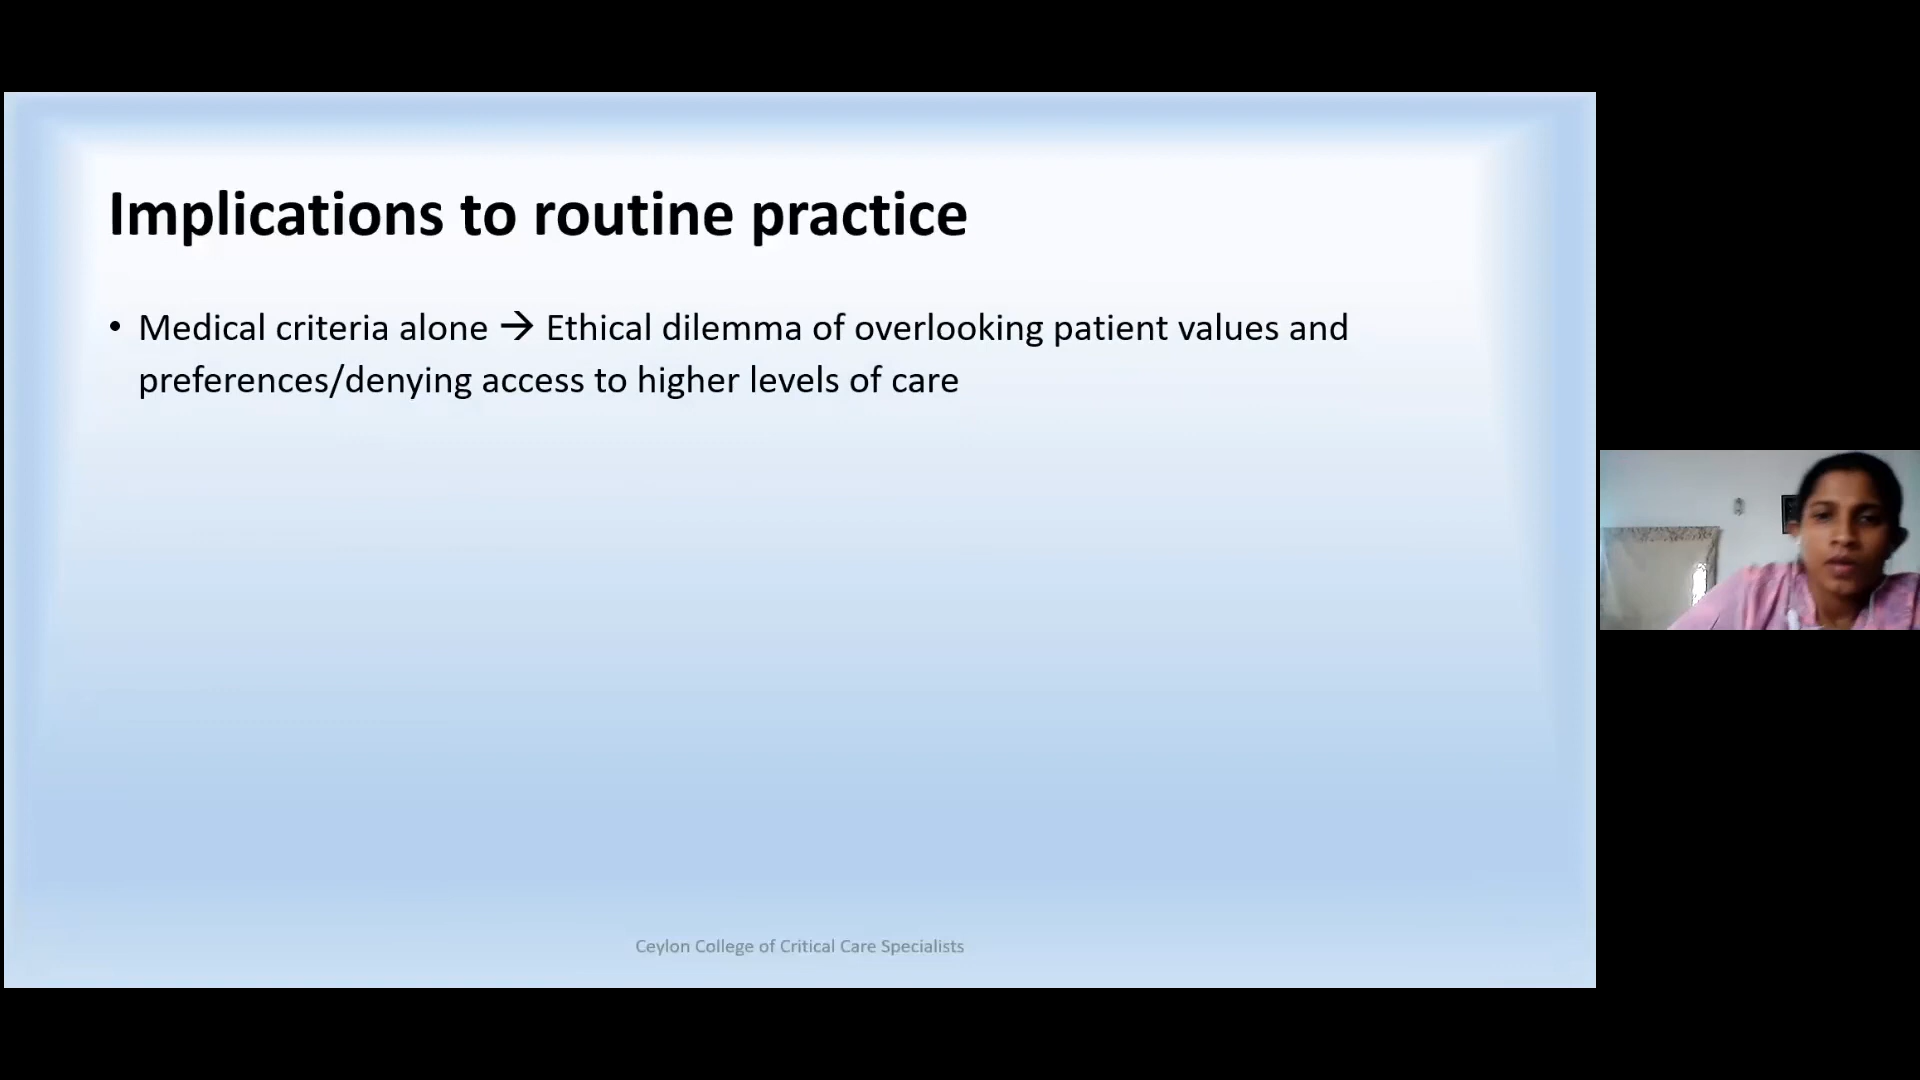 Implications to routine practice
• Medical criteria alone → Ethical dilemma of overlooking patient values and
preferences/denying access to higher levels of care
Ceylon College of Critical Care Specialists